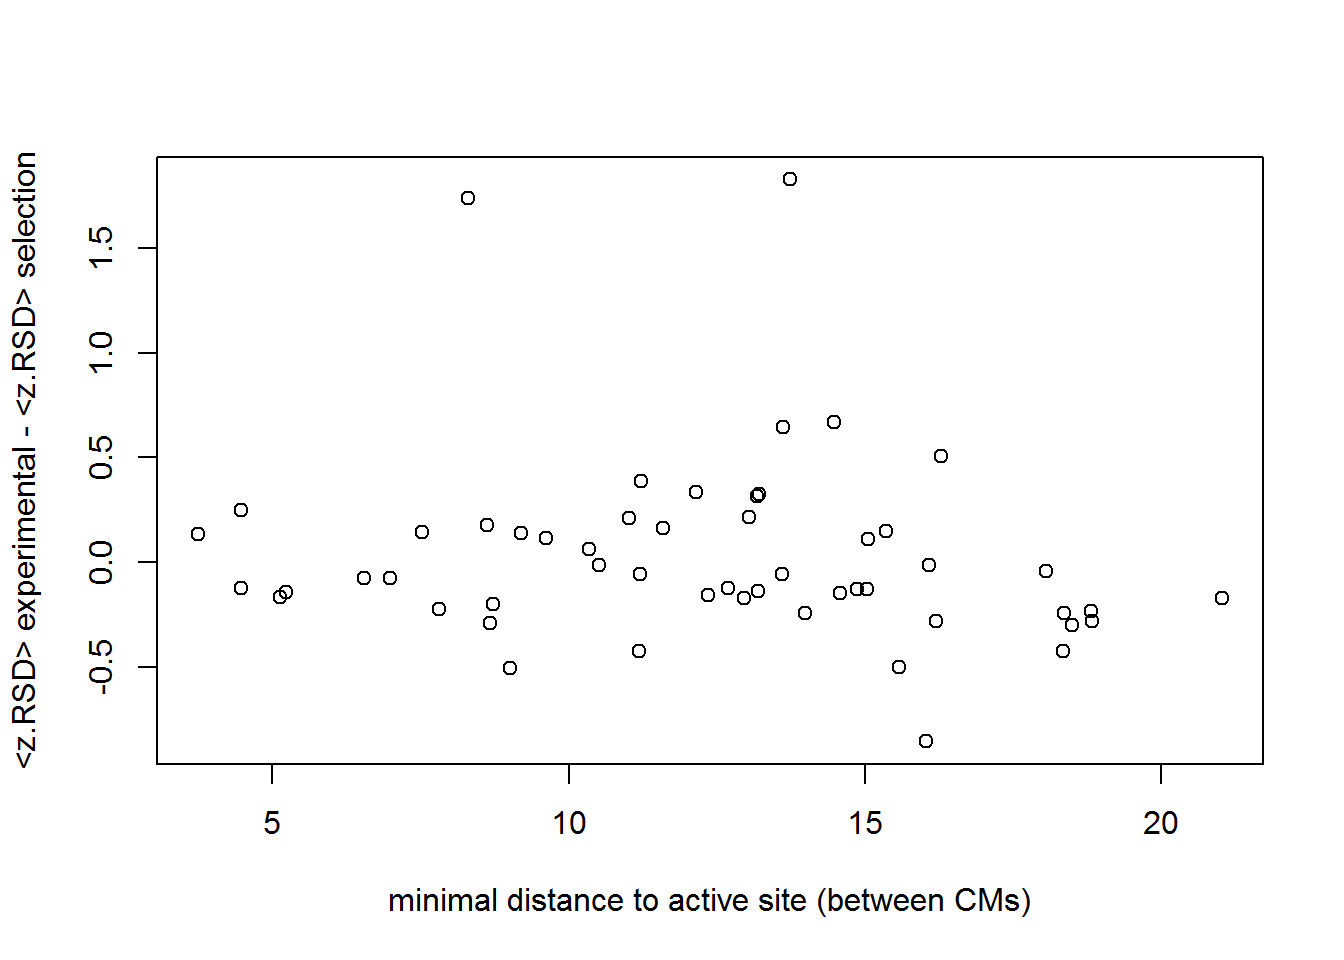 <z.RSD> experimental - <z.RSD> selection
1.5
1.0
0.5
0.0
-0.5
5 10 15 20
minimal distance to active site (between CMs)